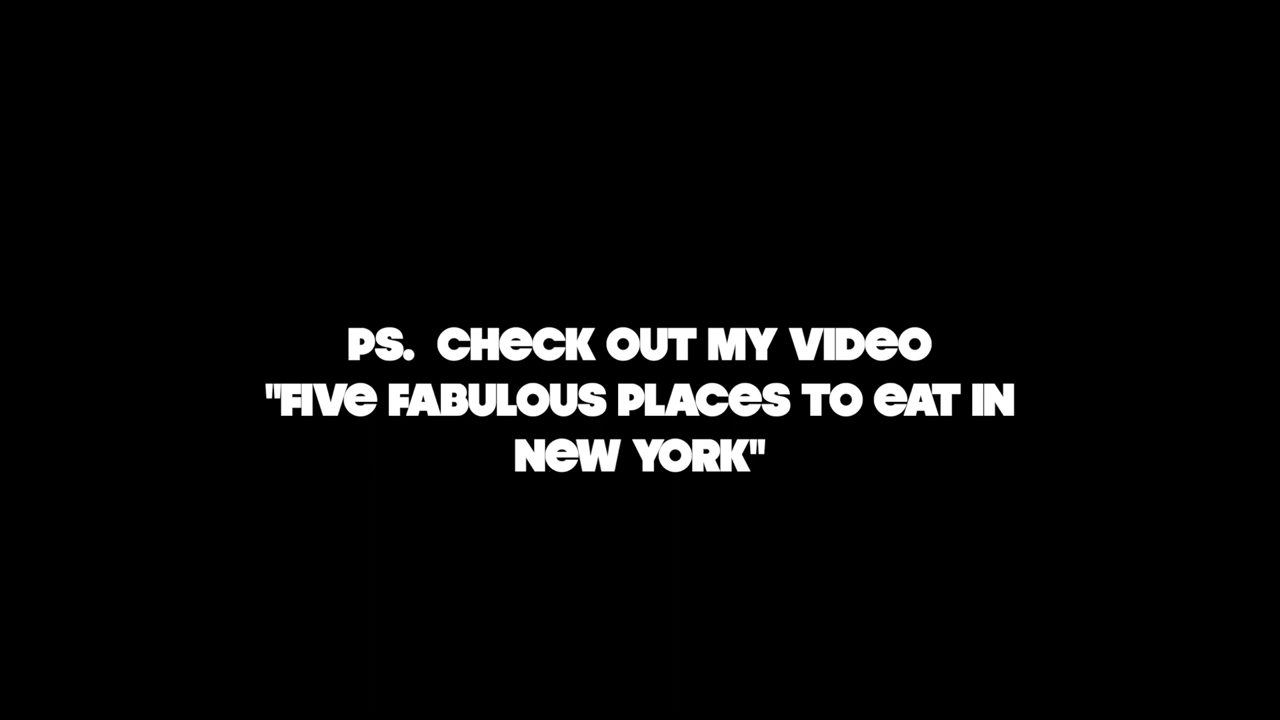 PS.  CHeCK OUT MY VIDeO
"FIVe FABULOUS PLACeS TO eAT IN
NeW YORK"